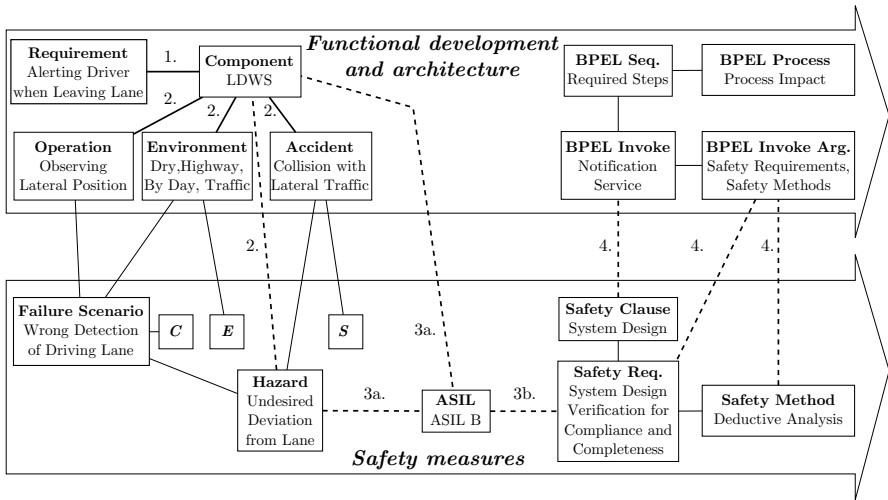 Functional development
and architecture
Requirement
Alerting Driver
when Leaving Lane
1.
Component
LDWS
BPEL Seq.
Required Steps
BPEL Process
Process Impact
2.
2.
2.
Operation
Observing
Lateral Position
Environment
Dry,Highway,
By Day, Traffic
Accident
Collision with
Lateral Traffic
BPEL Invoke
Notification
Service
BPEL Invoke Arg.
Safety Requirements,
Safety Methods
2.
4.
4.
4.
Failure Scenario
Wrong Detection
of Driving Lane
C
E
S
3a.
Safety Clause
System Design
Hazard
Undesired
Deviation
from Lane
3a.
ASIL
ASIL B
3b.
Safety Req.
System Design
Verification for
Compliance and
Completeness
Safety Method
Deductive Analysis
Safety measures